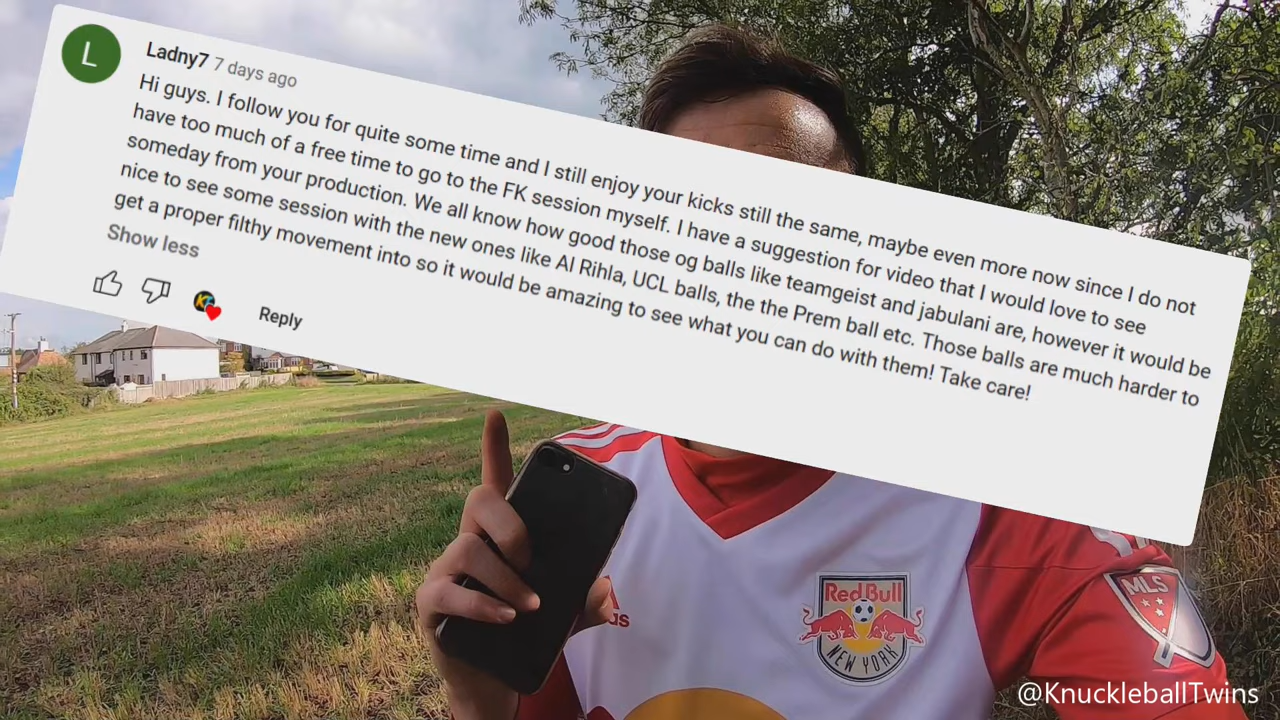 L
Ladny7 7 days ago
Hi guys. I follow you for quite some time and I still enjoy your kicks still the same, maybe even more now since I do not
have too much of a free time to go to the FK session myself. I have a suggestion for video that I would love to see
someday from your production. We all know how good those og balls like teamgeist and jabulani are, however it would be
nice to see some session with the new ones like Al Rihla, UCL balls, the the Prem ball etc. Those balls are much harder to
get a proper filthy movement into so it would be amazing to see what you can do with them! Take care!
Show less
Reply
MLS
Red Bull
NEW YORK
@KnuckleballTwins